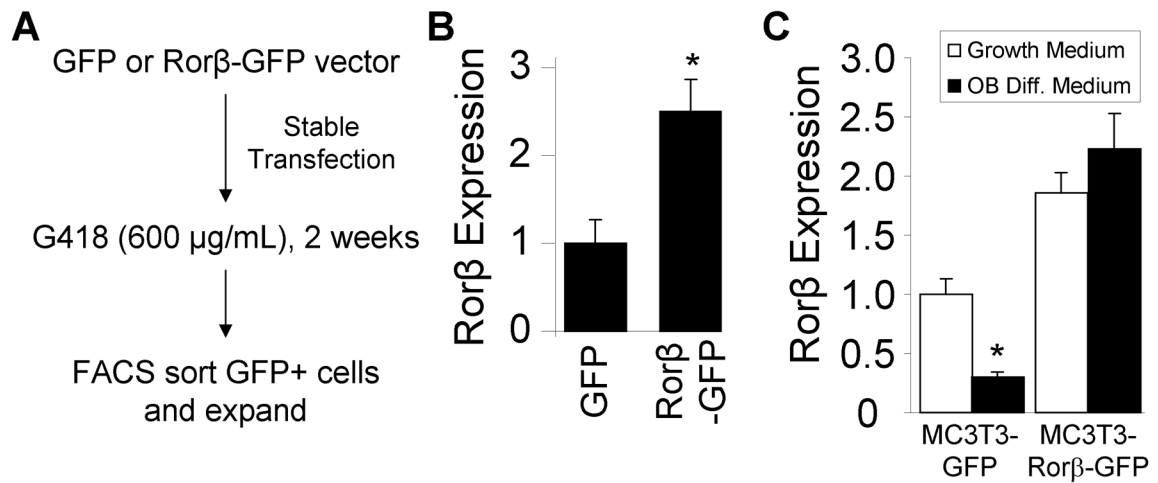 A
GFP or Rorβ-GFP vector
Stable
Transfection
G418 (600 µg/mL), 2 weeks
FACS sort GFP+ cells
and expand
B
Rorβ Expression
3
2
1
0
*
GFP
Rorβ
-GFP
C
Growth Medium
OB Diff. Medium
Rorβ Expression
3.0
2.5
2.0
1.5
1.0
0.5
0
*
MC3T3-
GFP
MC3T3-
Rorβ-GFP